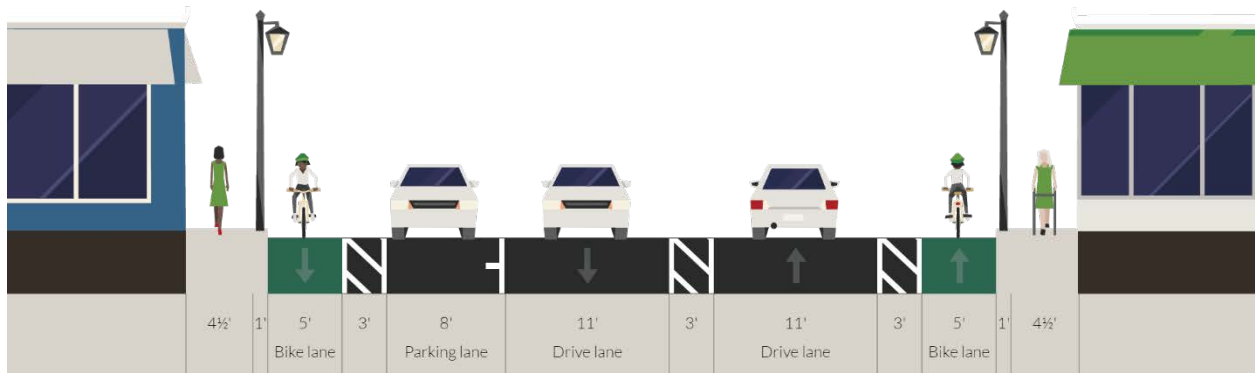 4½' 1' 5' 3' 8' 11' 3' 11' 3' 5' 1' 4½'
Bike lane Parking lane Drive lane Drive lane Bike lane